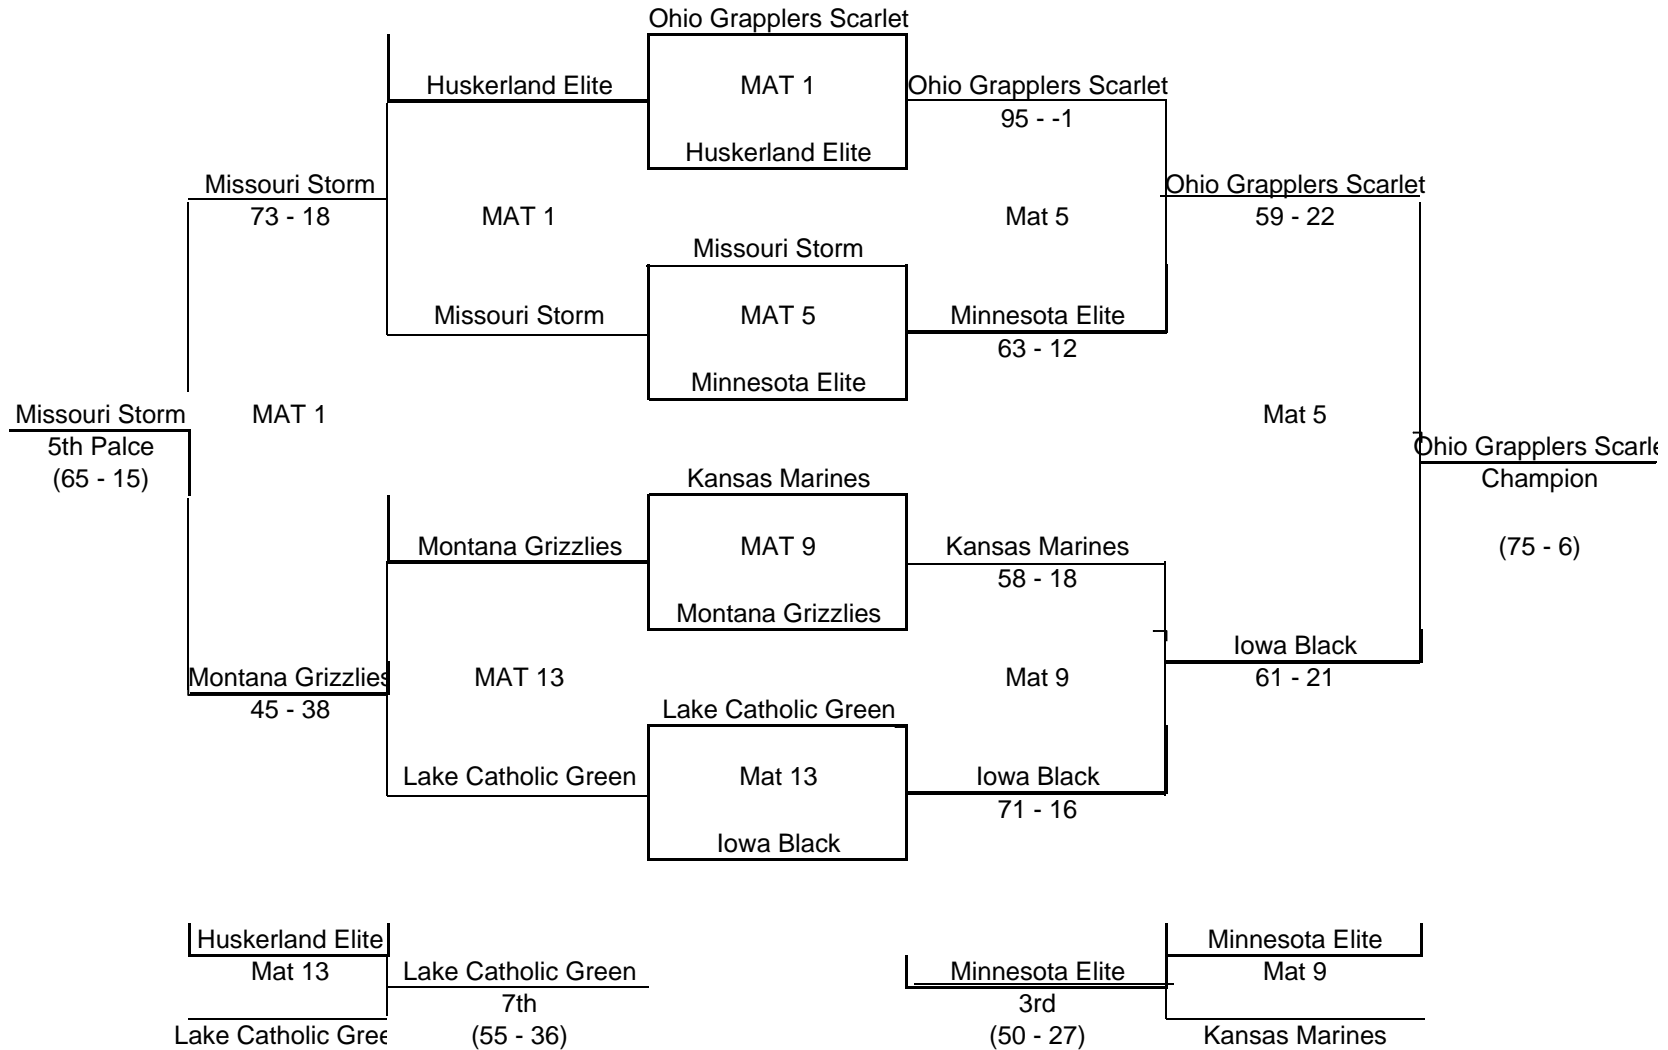 Ohio Grapplers Scarlet
Huskerland Elite MAT 1 Ohio Grapplers Scarlet
95 - -1
Huskerland Elite
Missouri Storm Ohio Grapplers Scarlet
73 - 18 MAT 1 Mat 5 59 - 22
Missouri Storm
Missouri Storm MAT 5 Minnesota Elite
63 - 12
Minnesota Elite
Missouri Storm MAT 1 Mat 5
5th Palce Ohio Grapplers Scarle
(65 - 15) Kansas Marines Champion
Montana Grizzlies MAT 9 Kansas Marines (75 - 6)
58 - 18
Montana Grizzlies
Iowa Black
Montana Grizzlies MAT 13 Mat 9 61 - 21
45 - 38 Lake Catholic Green
Lake Catholic Green Mat 13 Iowa Black
71 - 16
Iowa Black
Huskerland Elite Minnesota Elite
Mat 13 Lake Catholic Green Minnesota Elite Mat 9
7th 3rd
Lake Catholic Gree (55 - 36) (50 - 27) Kansas Marines